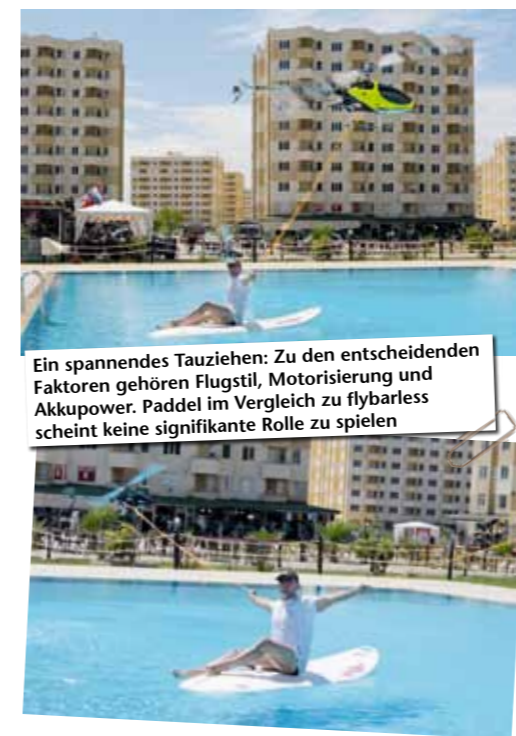 Ein spannendes Tauziehen: Zu den entscheidenden
Faktoren gehören Flugstil, Motorisierung und
Akkupower. Paddel im Vergleich zu flybarless
scheint keine signifikante Rolle zu spielen